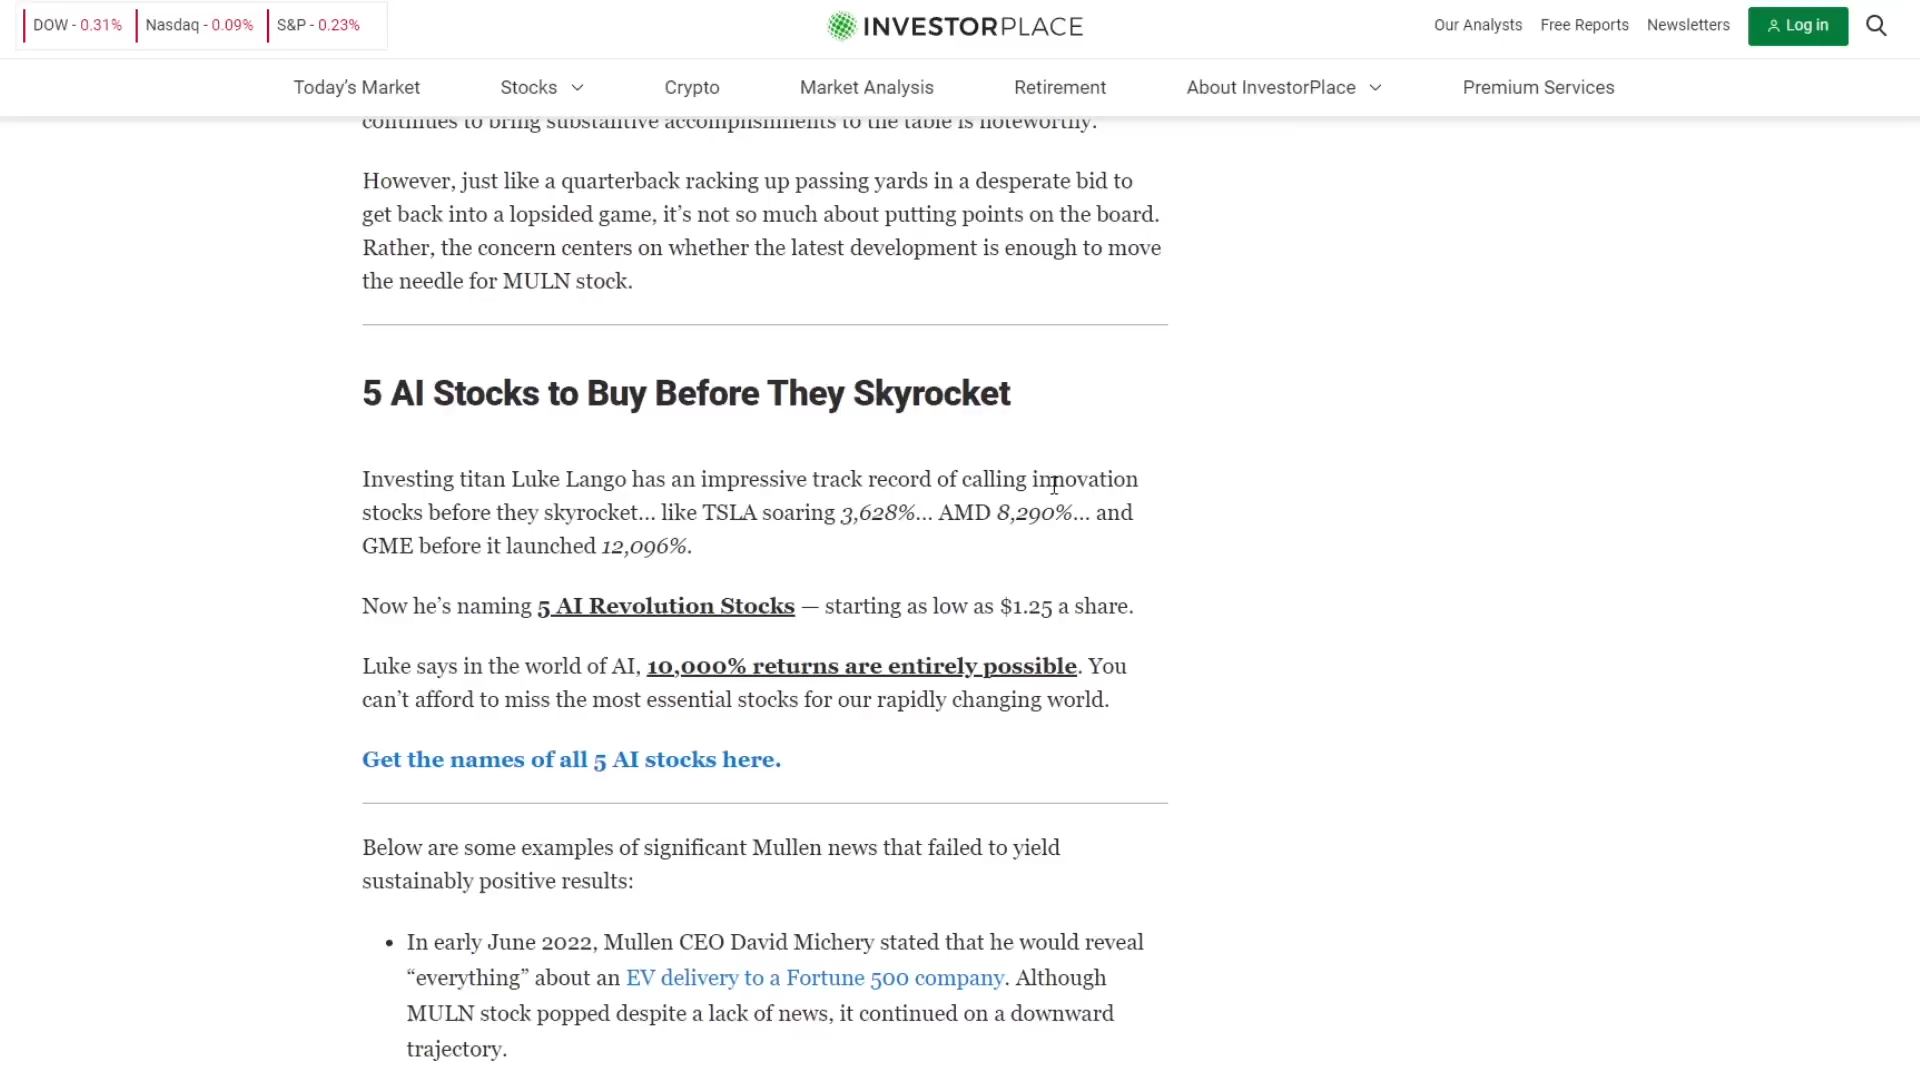 DOW - 0.31% Nasdaq - 0.09% S&P - 0.23%
INVESTORPLACE
Our Analysts Free Reports Newsletters Log in
Today’s Market Stocks Crypto Market Analysis Retirement About InvestorPlace Premium Services
continues to bring substantive accomplishments to the table is noteworthy.
However, just like a quarterback racking up passing yards in a desperate bid to
get back into a lopsided game, it’s not so much about putting points on the board.
Rather, the concern centers on whether the latest development is enough to move
the needle for MULN stock.
5 AI Stocks to Buy Before They Skyrocket
Investing titan Luke Lango has an impressive track record of calling innovation
stocks before they skyrocket... like TSLA soaring 3,628%... AMD 8,290%... and
GME before it launched 12,096%.
Now he’s naming 5 AI Revolution Stocks — starting as low as $1.25 a share.
Luke says in the world of AI, 10,000% returns are entirely possible. You
can’t afford to miss the most essential stocks for our rapidly changing world.
Get the names of all 5 AI stocks here.
Below are some examples of significant Mullen news that failed to yield
sustainably positive results:
• In early June 2022, Mullen CEO David Michery stated that he would reveal
“everything” about an EV delivery to a Fortune 500 company. Although
MULN stock popped despite a lack of news, it continued on a downward
trajectory.